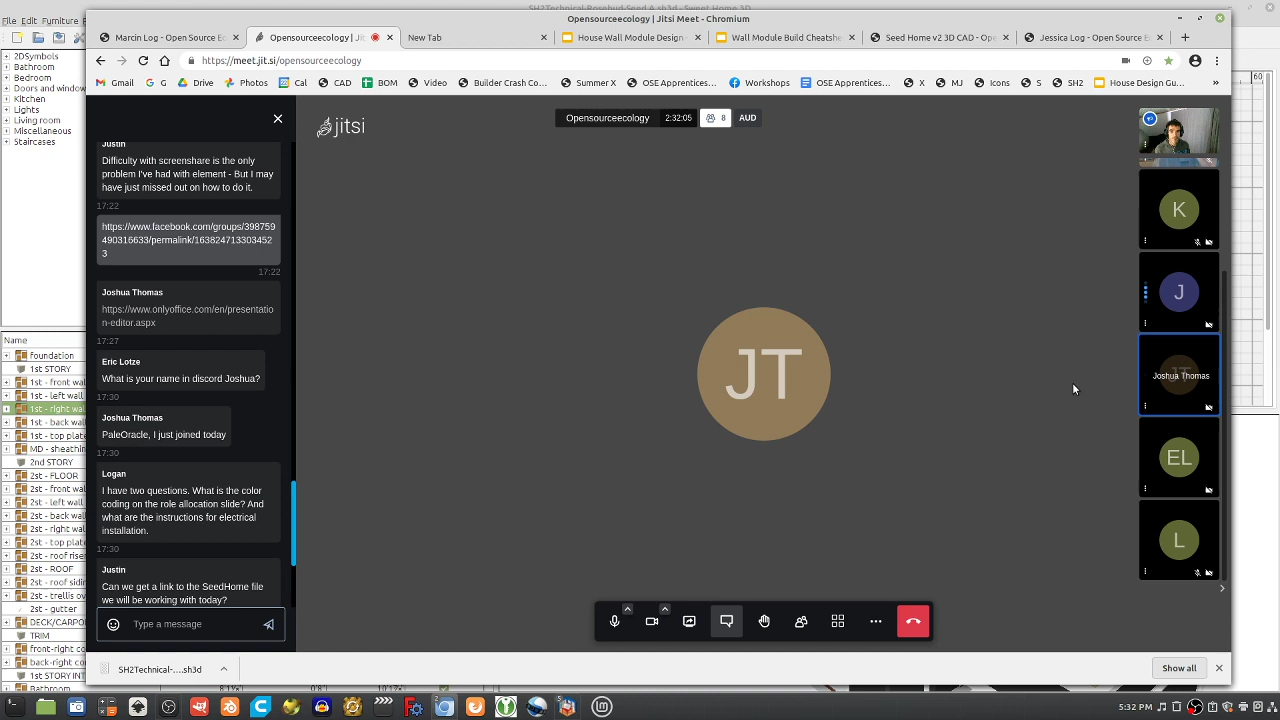 SH2Technical-Rosebud-Seed A.sh3d - Sweet Home 3D
Opensourceecology | Jitsi Meet - Chromium
File Edit Furniture
Marcin Log - Open Source Ec
Opensourceecology | Jits
New Tab
House Wall Module Design -
Wall Module Build Cheatshe
Seed Home v2 3D CAD - Ope
Jessica Log - Open Source E
https://meet.jit.si/opensourceecology
Gmail
G
Photos
Cal
CAD
BOM
Video
Builder Crash Co...
Summer X
OSE Apprentices...
Workshops
OSE Apprentices...
X
MJ
Icons
S
SH2
House Design Gu...
»
2DSymbols
Bathroom
Bedroom
Doors and window
Kitchen
Lights
Living room
Miscellaneous
Staircases
60
jitsi
Opensourceecology
2:32:05
8
AUD
Justin
Difficulty with screenshare is the only
problem I've had with element - But I may
have just missed out on how to do it.
17:22
https://www.facebook.com/groups/398759
490316633/permalink/163824713303452
3
17:22
Joshua Thomas
https://www.onlyoffice.com/en/presentatio
n-editor.aspx
17:27
Eric Lotze
What is your name in discord Joshua?
17:30
Joshua Thomas
PaleOracle, I just joined today
17:30
Logan
I have two questions. What is the color
coding on the role allocation slide? And
what are the instructions for electrical
installation.
17:30
Justin
Can we get a link to the SeedHome file
we will be working with today?
Type a message
JT
K
J
Joshua Thomas
EL
L
Name
foundation
1st STORY
1st - front wa
1st - left wall
1st - right wal
1st - back wa
1st - top plate
MD - sheathin
2nd STORY
2st - FLOOR
2st - front wal
2st - left wall
2st - back wa
2st - right wal
2st - top plate
2st - roof rise
2st - ROOF
2st - roof sidin
2st - trellis ov
2st - gutter
DECK/CARPO
TRIM
front-right co
back-right co
1st STORY INT
Bathroom
SH2Technical-....sh3d
Show all
5:32 PM